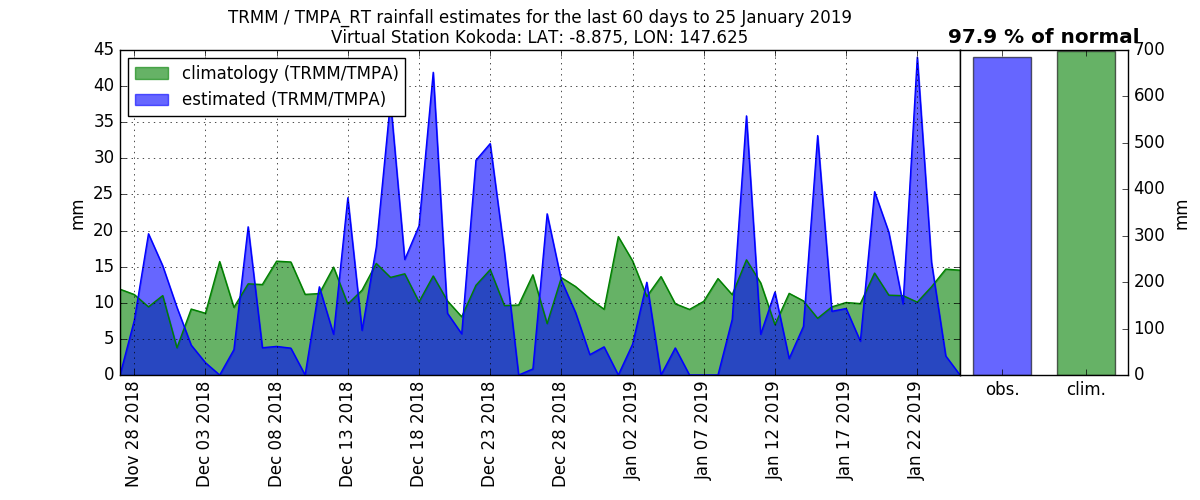 TRMM / TMPA_RT rainfall estimates for the last 60 days to 25 January 2019
Virtual Station Kokoda: LAT: -8.875, LON: 147.625
97.9 % of normal
climatology (TRMM/TMPA)
estimated (TRMM/TMPA)
45
40
35
30
25
20
15
10
5
0
mm
Nov 28 2018
Dec 03 2018
Dec 08 2018
Dec 13 2018
Dec 18 2018
Dec 23 2018
Dec 28 2018
Jan 02 2019
Jan 07 2019
Jan 12 2019
Jan 17 2019
Jan 22 2019
obs.
clim.
700
600
500
400
300
200
100
0
mm